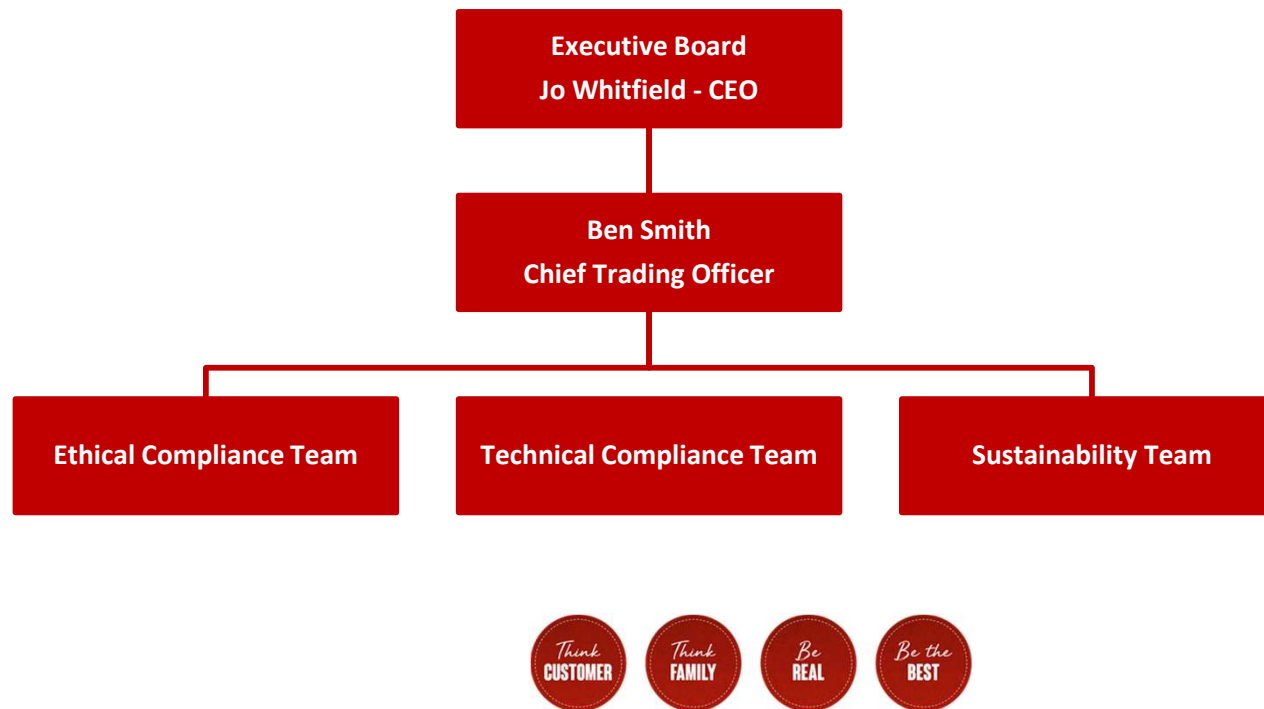 Executive Board
Jo Whitfield - CEO
Ben Smith
Chief Trading Officer
Ethical Compliance Team
Technical Compliance Team
Sustainability Team
Think
CUSTOMER
Think
FAMILY
Be
REAL
Be the
BEST